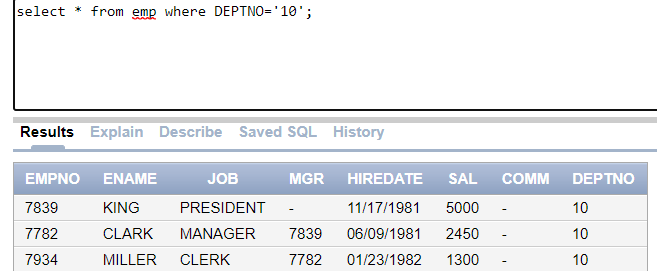 select * from emp where DEPTNO='10';
Results Explain Describe Saved SQL History
EMPNO ENAME JOB MGR HIREDATE SAL COMM DEPTNO
7839 KING PRESIDENT - 11/17/1981 5000 - 10
7782 CLARK MANAGER 7839 06/09/1981 2450 - 10
7934 MILLER CLERK 7782 01/23/1982 1300 - 10